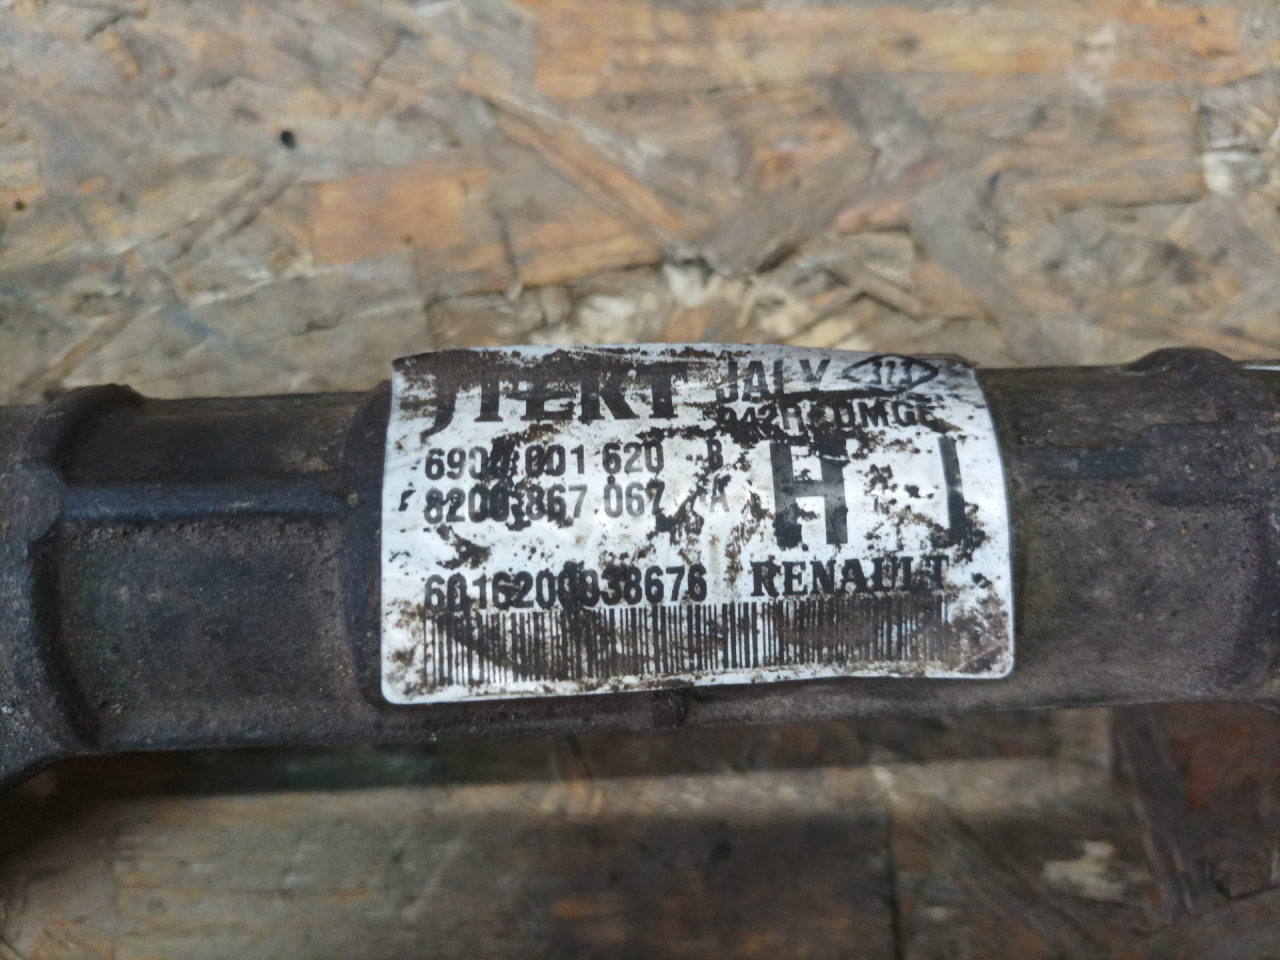 JTEKT JALY
6900 001 620 B
8200 867 067 A
H
6016200038676 RENAULT